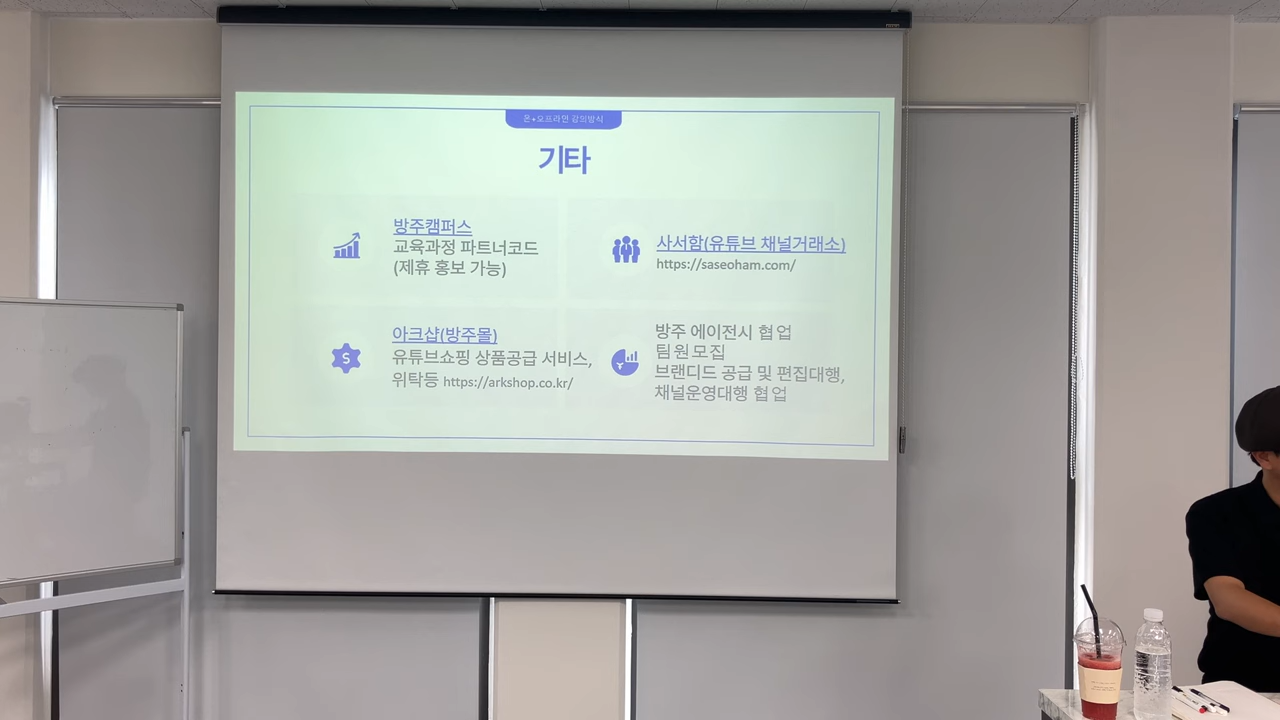 온+오프라인 강의방식
기타
방주캠퍼스
교육과정 파트너코드
(제휴 홍보 가능)
사서함(유튜브 채널거래소)
https://saseoham.com/
아크샵(방주몰)
유튜브쇼핑 상품공급 서비스,
위탁등 https://arkshop.co.kr/
방주 에이전시 협업
팀원모집
브랜디드 공급 및 편집대행,
채널운영대행 협업